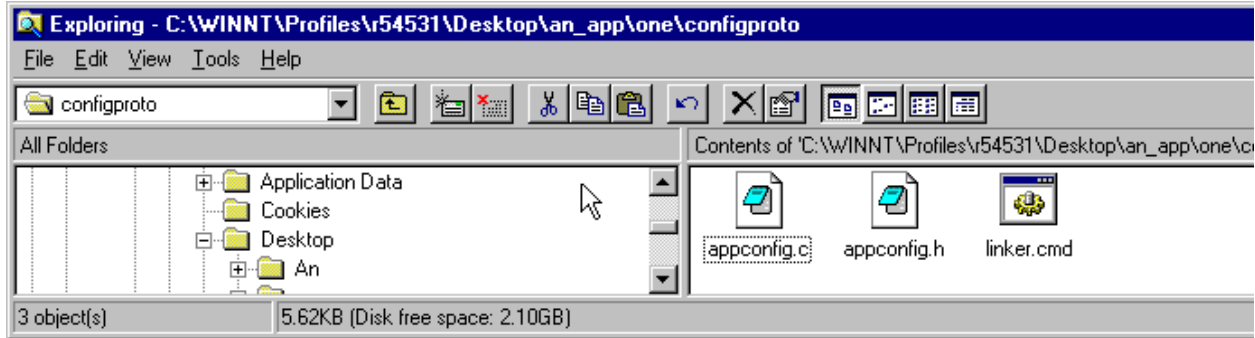 Exploring - C:\WINNT\Profiles\r54531\Desktop\an_app\one\configproto
File Edit View Tools Help
configproto
All Folders
Contents of 'C:\WINNT\Profiles\r54531\Desktop\an_app\one\c
Application Data
Cookies
Desktop
An
appconfig.c
appconfig.h
linker.cmd
3 object(s)
5.62KB (Disk free space: 2.10GB)